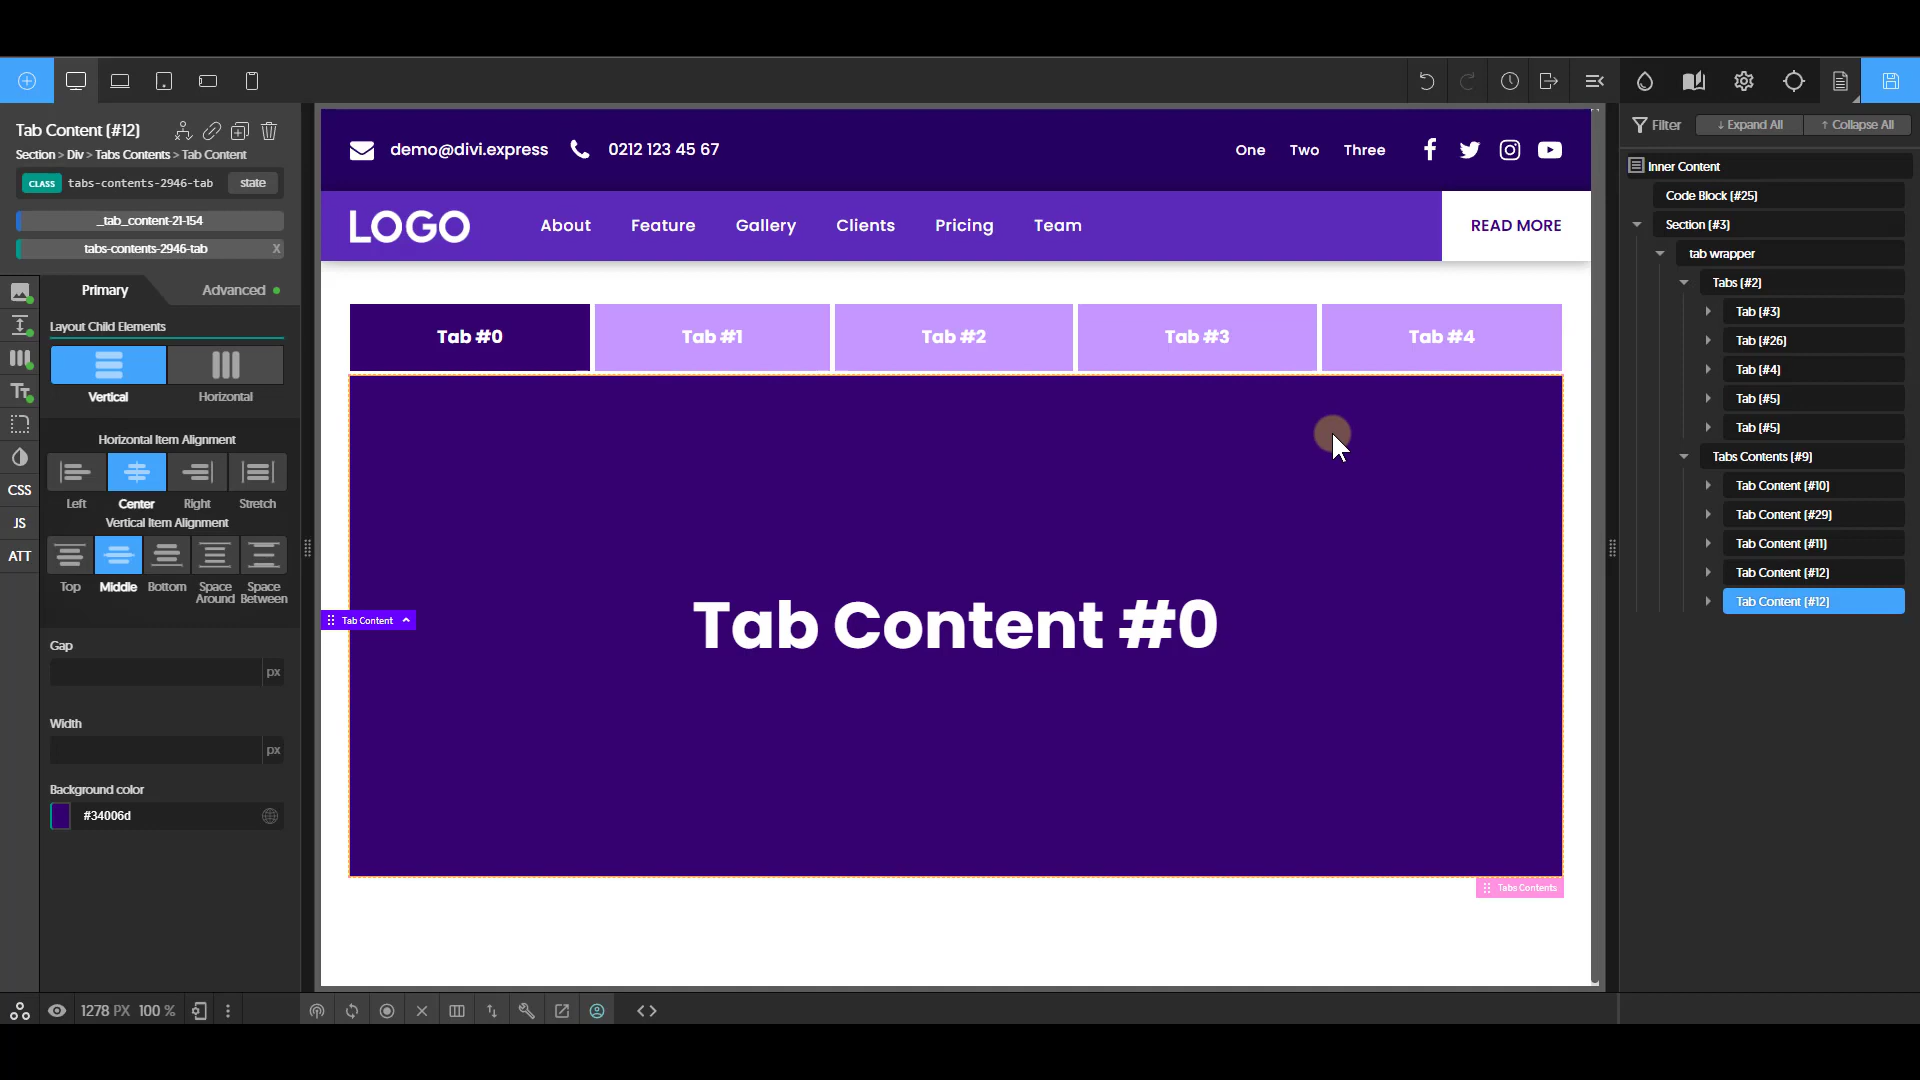 Tab Content (#12)
Section > Div > Tabs Contents > Tab Content
CLASS tabs-contents-2946-tab state
_tab_content-21-154
tabs-contents-2946-tab X
Primary Advanced
Layout Child Elements
Vertical Horizontal
Horizontal Item Alignment
Left Center Right Stretch
Vertical Item Alignment
Top Middle Bottom Space Around Space Between
Gap
px
Width
px
Background color
#34006d
CSS
JS
ATT
demo@divi.express 0212 123 45 67 One Two Three
LOGO About Feature Gallery Clients Pricing Team READ MORE
Tab #0 Tab #1 Tab #2 Tab #3 Tab #4
Tab Content #0
Tab Content
Tabs Contents
Filter ↓ Expand All ↑ Collapse All
Inner Content
Code Block (#25)
Section (#3)
tab wrapper
Tabs (#2)
Tab (#3)
Tab (#26)
Tab (#4)
Tab (#5)
Tab (#5)
Tabs Contents (#9)
Tab Content (#10)
Tab Content (#29)
Tab Content (#11)
Tab Content (#12)
Tab Content (#12)
1278 PX 100 %